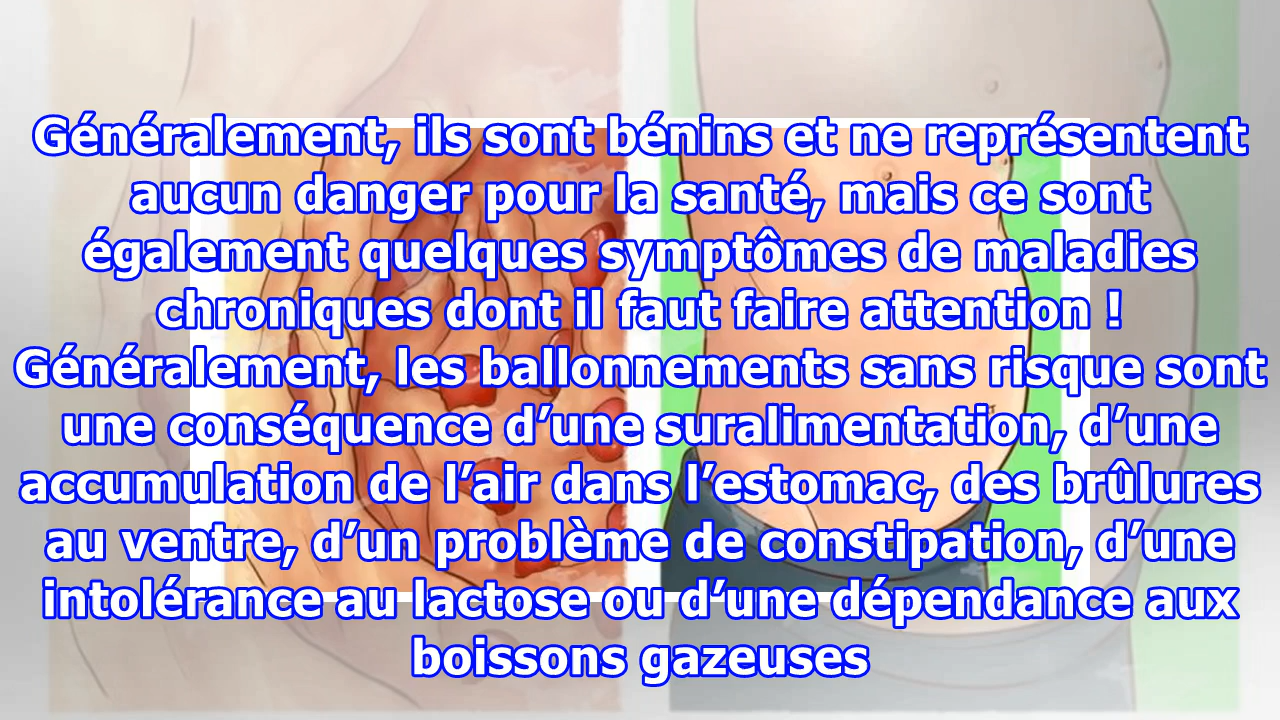 Généralement, ils sont bénins et ne représentent
aucun danger pour la santé, mais ce sont
également quelques symptômes de maladies
chroniques dont il faut faire attention !
Généralement, les ballonnements sans risque sont
une conséquence d’une suralimentation, d’une
accumulation de l’air dans l’estomac, des brûlures
au ventre, d’un problème de constipation, d’une
intolérance au lactose ou d’une dépendance aux
boissons gazeuses